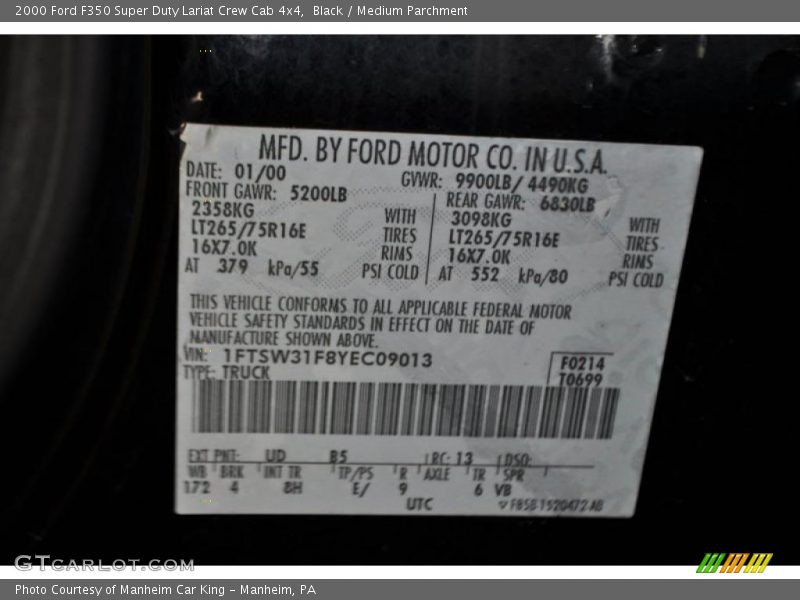 2000 Ford F350 Super Duty Lariat Crew Cab 4x4, Black / Medium Parchment
MFD. BY FORD MOTOR CO. IN U.S.A.
DATE: 01/00 GVWR: 9900LB/ 4490KG
FRONT GAWR: 5200LB REAR GAWR: 6830LB
2358KG WITH 3098KG WITH
LT265/75R16E TIRES LT265/75R16E TIRES
16X7.0K RIMS 16X7.0K RIMS
AT 379 kPa/55 PSI COLD AT 552 kPa/80 PSI COLD
THIS VEHICLE CONFORMS TO ALL APPLICABLE FEDERAL MOTOR
VEHICLE SAFETY STANDARDS IN EFFECT ON THE DATE OF
MANUFACTURE SHOWN ABOVE.
VIN: 1FTSW31F8YEC09013 F0214
TYPE: TRUCK T0699
EXT PNT: UD B5 RC: 13 DSO:
WB BRK INT TR TP/PS R AXLE TR SPR
172 4 8H E/ 9 6 VB
UTC F85B 1520472 AB
GTCARLOT.COM
Photo Courtesy of Manheim Car King - Manheim, PA